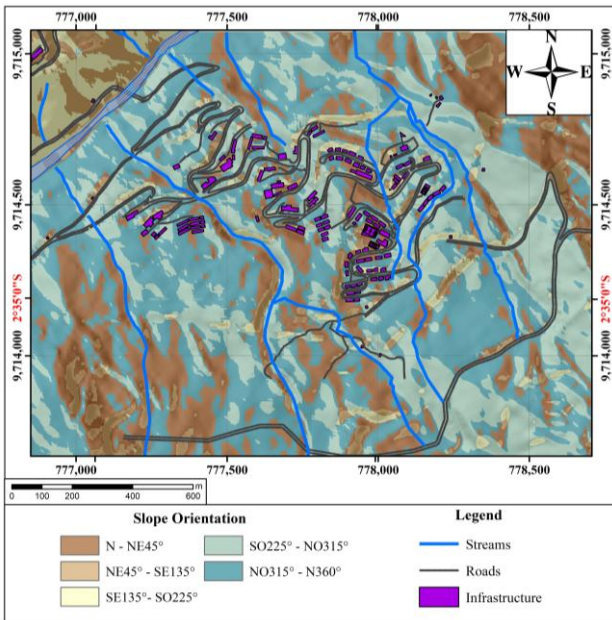 777,000
777,500
778,000
778,500
9,715,000
9,715,000
N
W E
S
9,714,500
9,714,500
2°35'0"S
2°35'0"S
9,714,000
9,714,000
777,000
777,500
778,000
778,500
m
0 100 200 400 600
Slope Orientation
Legend
N - NE45°
SO225° - NO315°
Streams
NE45° - SE135°
NO315° - N360°
Roads
SE135°- SO225°
Infrastructure